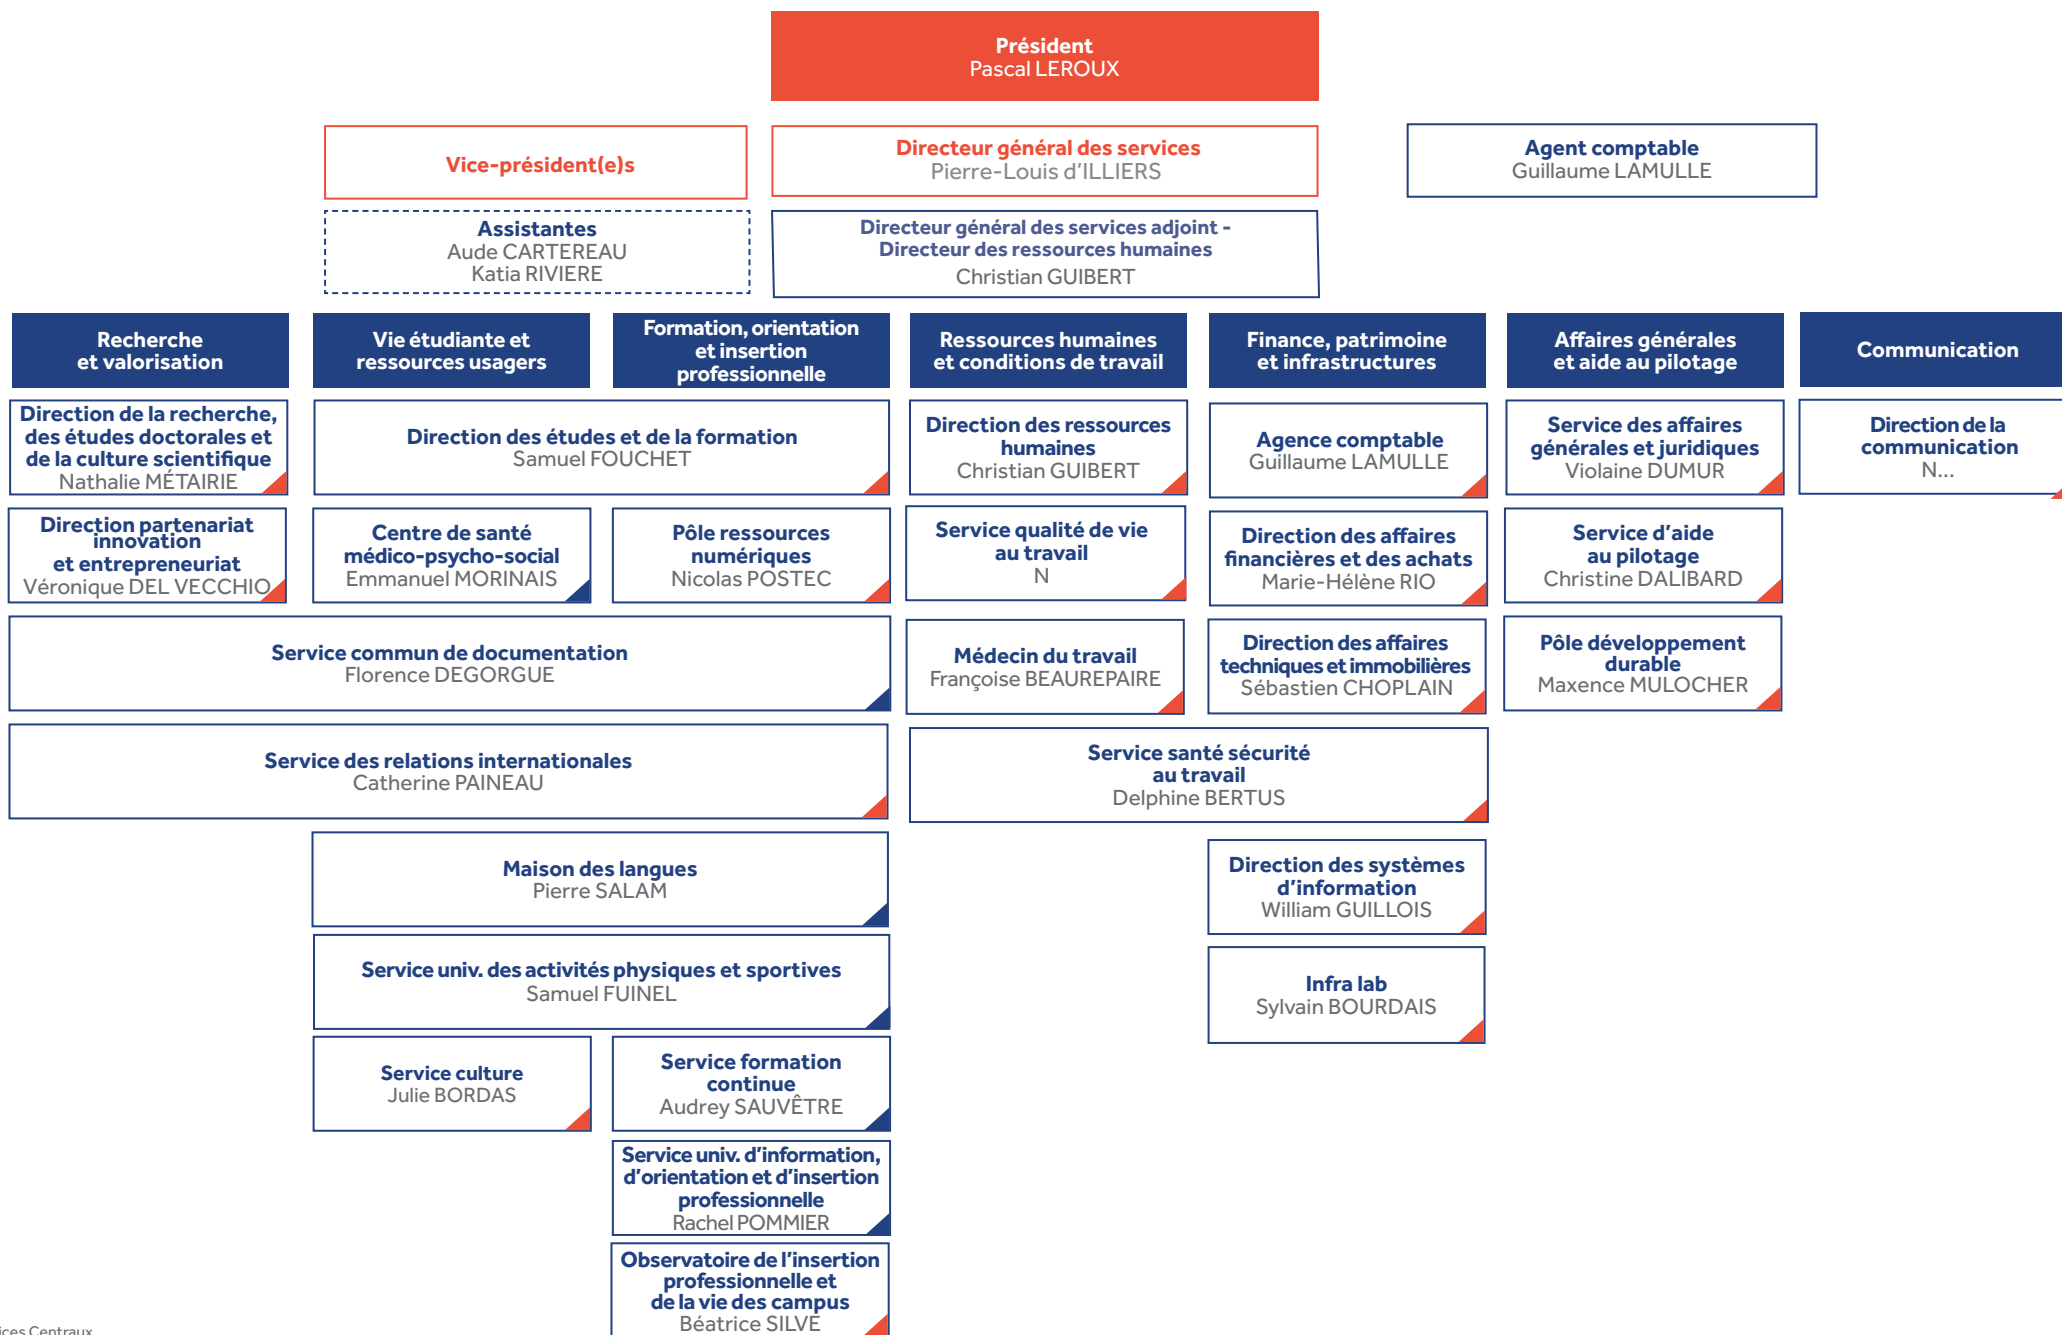 Président
Pascal LEROUX
Vice-président(e)s
Directeur général des services
Pierre-Louis d'ILLIERS
Agent comptable
Guillaume LAMULLE
Assistantes
Aude CARTEREAU
Katia RIVIERE
Directeur général des services adjoint -
Directeur des ressources humaines
Christian GUIBERT
Recherche
et valorisation
Vie étudiante et
ressources usagers
Formation, orientation
et insertion
professionnelle
Ressources humaines
et conditions de travail
Finance, patrimoine
et infrastructures
Affaires générales
et aide au pilotage
Communication
Direction de la recherche,
des études doctorales et
de la culture scientifique
Nathalie MÉTAIRIE
Direction des études et de la formation
Samuel FOUCHET
Direction des ressources
humaines
Christian GUIBERT
Agence comptable
Guillaume LAMULLE
Service des affaires
générales et juridiques
Violaine DUMUR
Direction de la
communication
N...
Direction partenariat
innovation
et entrepreneuriat
Véronique DEL VECCHIO
Centre de santé
médico-psycho-social
Emmanuel MORINAIS
Pôle ressources
numériques
Nicolas POSTEC
Service qualité de vie
au travail
N
Direction des affaires
financières et des achats
Marie-Hélène RIO
Service d'aide
au pilotage
Christine DALIBARD
Service commun de documentation
Florence DEGORGUE
Médecin du travail
Françoise BEAUREPAIRE
Direction des affaires
techniques et immobilières
Sébastien CHOPLAIN
Pôle développement
durable
Maxence MULOCHER
Service des relations internationales
Catherine PAINEAU
Service santé sécurité
au travail
Delphine BERTUS
Maison des langues
Pierre SALAM
Direction des systèmes
d'information
William GUILLOIS
Service univ. des activités physiques et sportives
Samuel FUINEL
Infra lab
Sylvain BOURDAIS
Service culture
Julie BORDAS
Service formation
continue
Audrey SAUVÊTRE
Service univ. d'information,
d'orientation et d'insertion
professionnelle
Rachel POMMIER
Observatoire de l'insertion
professionnelle et
de la vie des campus
Béatrice SILVE
ices Centraux